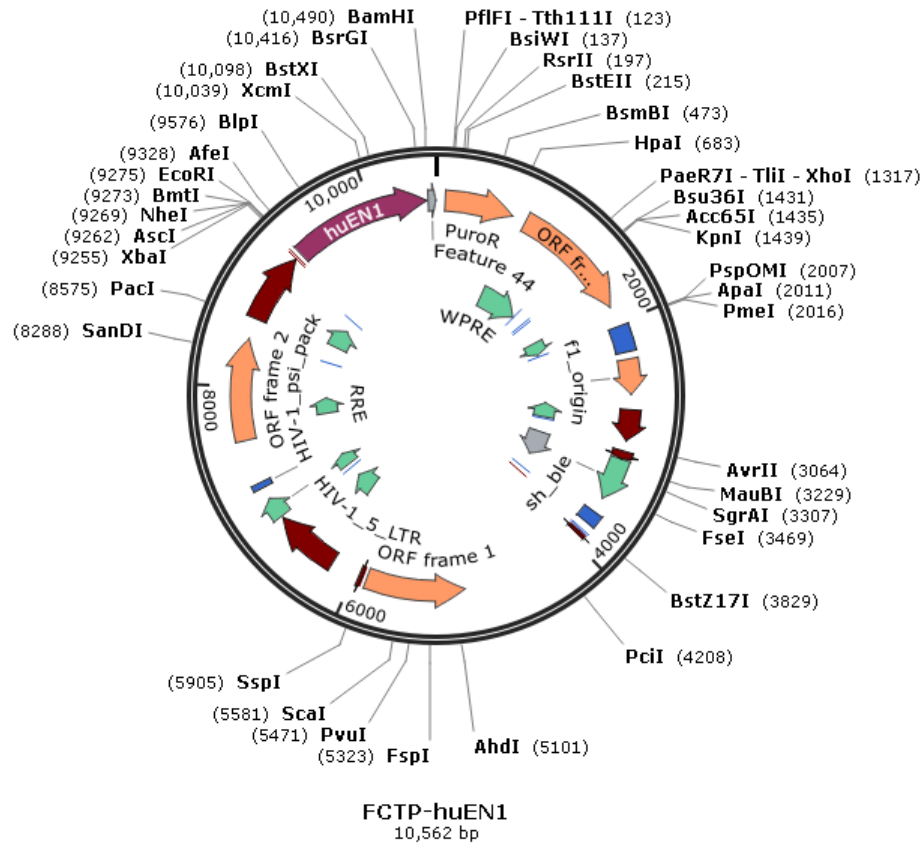 (10,490) BamHI
(10,416) BsrGI
(10,098) BstXI
(10,039) XcmI
(9576) BlpI
(9328) AfeI
(9275) EcoRI
(9273) BmtI
(9269) NheI
(9262) AscI
(9255) XbaI
(8575) PacI
(8288) SanDI
PflFI - Tth111I (123)
BsiWI (137)
RsrII (197)
BstEII (215)
BsmBI (473)
HpaI (683)
PaeR7I - TliI - XhoI (1317)
Bsu36I (1431)
Acc65I (1435)
KpnI (1439)
PspOMI (2007)
ApaI (2011)
PmeI (2016)
AvrII (3064)
MauBI (3229)
SgrAI (3307)
FseI (3469)
BstZ17I (3829)
PciI (4208)
AhdI (5101)
(5323) FspI
(5471) PvuI
(5581) ScaI
(5905) SspI
10,000
2000
4000
6000
8000
huEN1
PuroR
Feature 44
ORF fr...
WPRE
f1_origin
sh_ble
ORF frame 1
HIV-1_5_LTR
HIV-1_psi_pack
ORF frame 2
RRE
FCTP-huEN1
10,562 bp